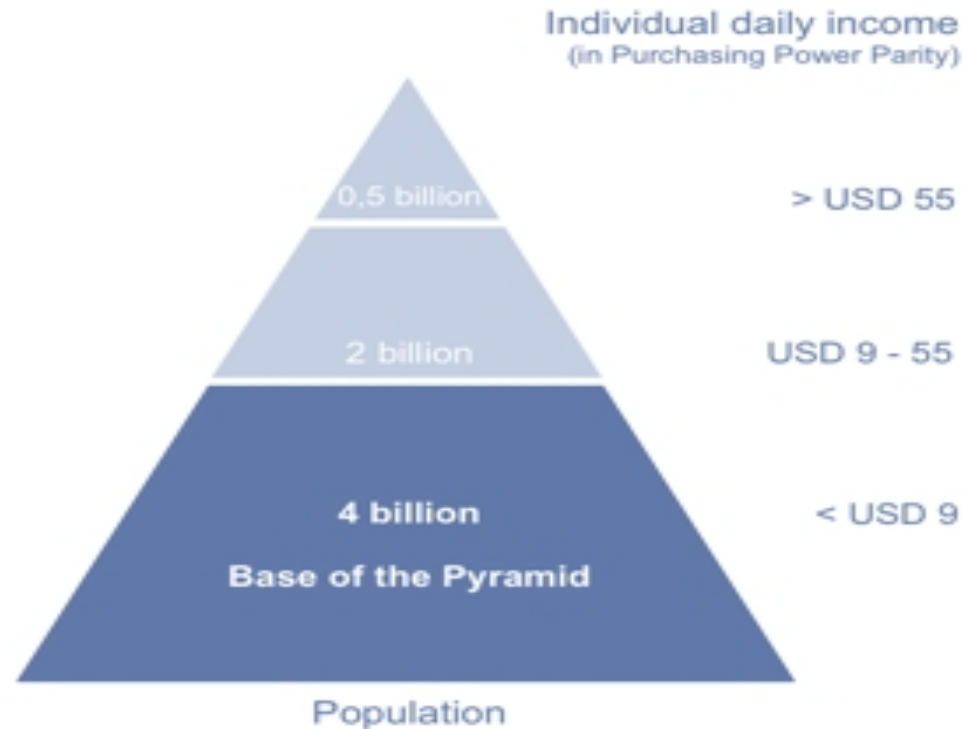 Individual daily income
(in Purchasing Power Parity)
0,5 billion
> USD 55
2 billion
USD 9 - 55
4 billion
< USD 9
Base of the Pyramid
Population